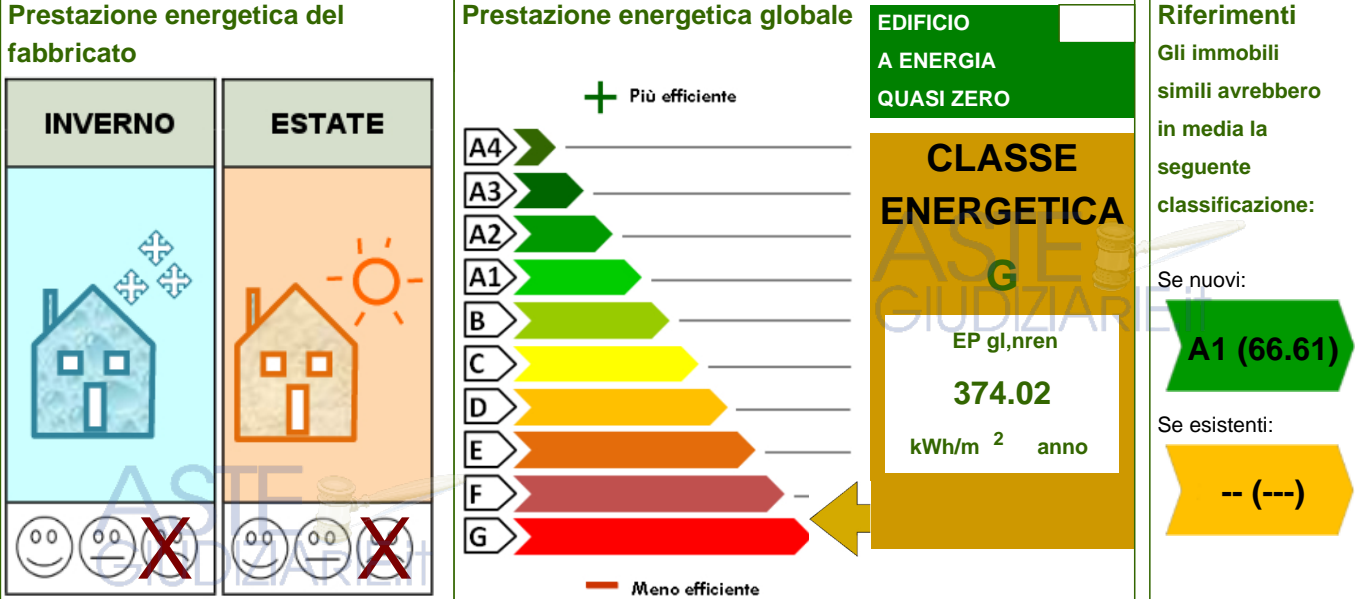 Prestazione energetica del
fabbricato
INVERNO
ESTATE
Prestazione energetica globale
Più efficiente
A4
A3
A2
A1
B
C
D
E
F
G
Meno efficiente
EDIFICIO
A ENERGIA
QUASI ZERO
CLASSE
ENERGETICA
G
EP gl,nren
374.02
kWh/m 2 anno
Riferimenti
Gli immobili
simili avrebbero
in media la
seguente
classificazione:
Se nuovi:
A1 (66.61)
Se esistenti:
-- (---)
X
X
ASTE
GIUDIZIARIE.it
ASTE
GIUDIZIARIE.it